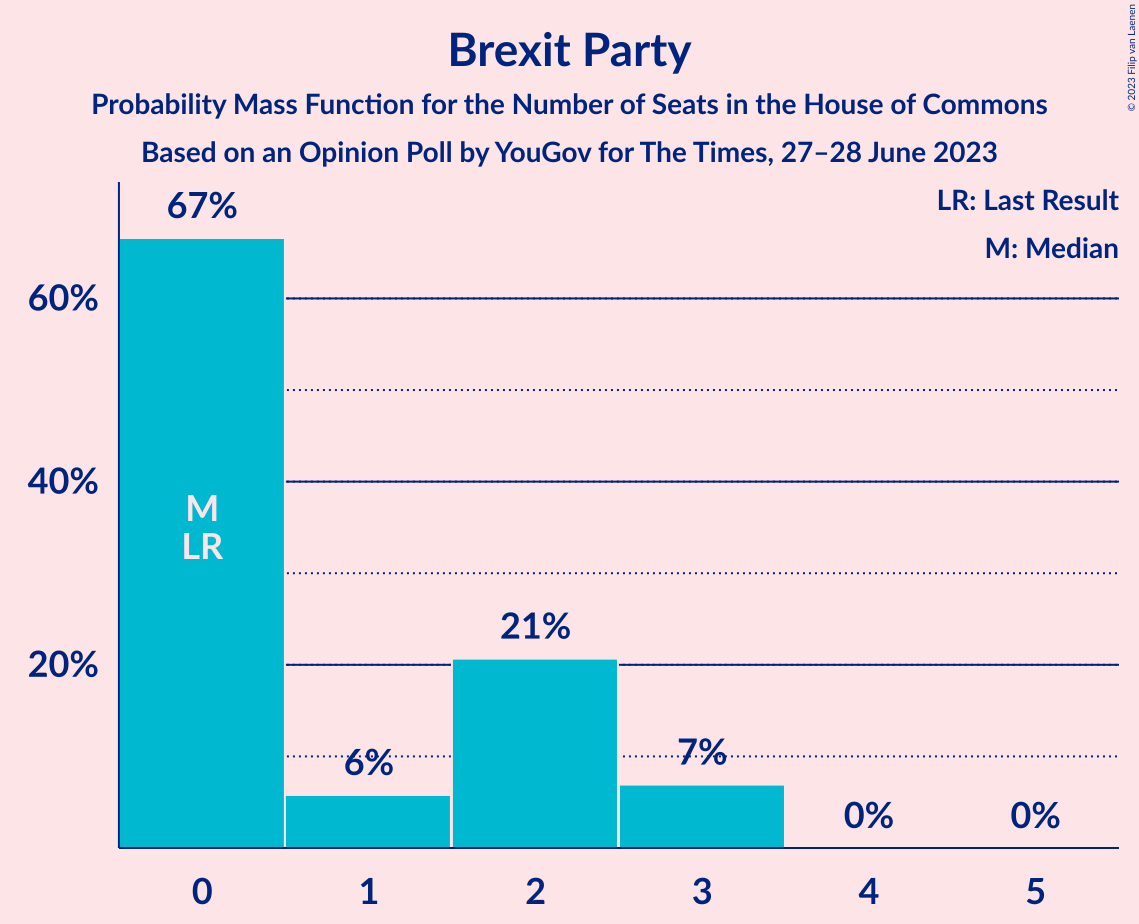 Brexit Party
Probability Mass Function for the Number of Seats in the House of Commons
Based on an Opinion Poll by YouGov for The Times, 27–28 June 2023
© 2023 Filip van Laenen
LR: Last Result
M: Median
67%
60%
40%
20%
M
LR
6%
21%
7%
0%
0%
0 1 2 3 4 5